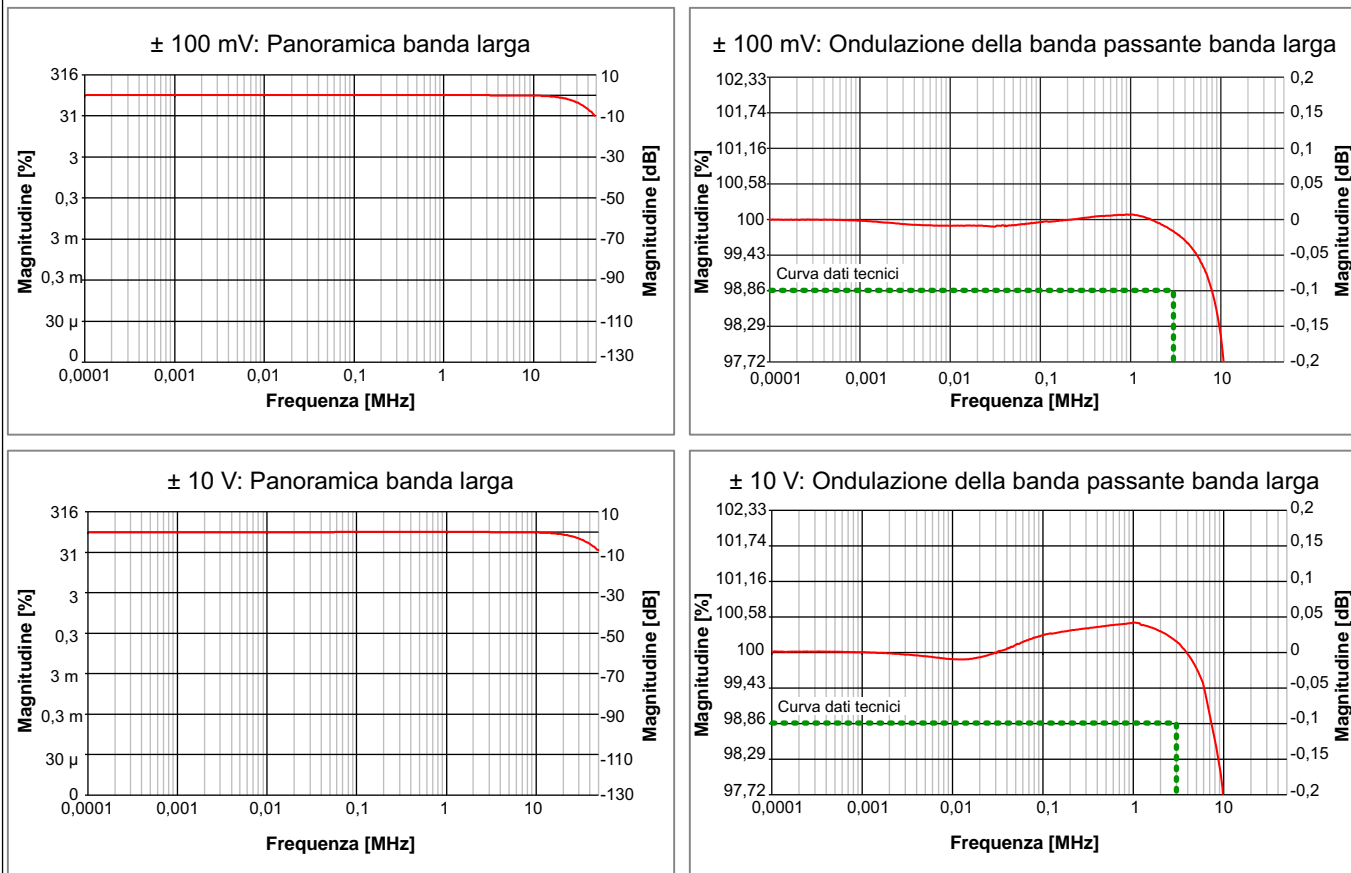 ± 100 mV: Panoramica banda larga
316
31
3
0,3
3 m
0,3 m
30 µ
0
Magnitudine [%]
10
-10
-30
-50
-70
-90
-110
-130
Magnitudine [dB]
0,0001 0,001 0,01 0,1 1 10
Frequenza [MHz]
± 100 mV: Ondulazione della banda passante banda larga
102,33
101,74
101,16
100,58
100
99,43
98,86
98,29
97,72
Magnitudine [%]
Curva dati tecnici
0,2
0,15
0,1
0,05
0
-0,05
-0,1
-0,15
-0,2
Magnitudine [dB]
0,0001 0,001 0,01 0,1 1 10
Frequenza [MHz]
± 10 V: Panoramica banda larga
316
31
3
0,3
3 m
0,3 m
30 µ
0
Magnitudine [%]
10
-10
-30
-50
-70
-90
-110
-130
Magnitudine [dB]
0,0001 0,001 0,01 0,1 1 10
Frequenza [MHz]
± 10 V: Ondulazione della banda passante banda larga
102,33
101,74
101,16
100,58
100
99,43
98,86
98,29
97,72
Magnitudine [%]
Curva dati tecnici
0,2
0,15
0,1
0,05
0
-0,05
-0,1
-0,15
-0,2
Magnitudine [dB]
0,0001 0,001 0,01 0,1 1 10
Frequenza [MHz]